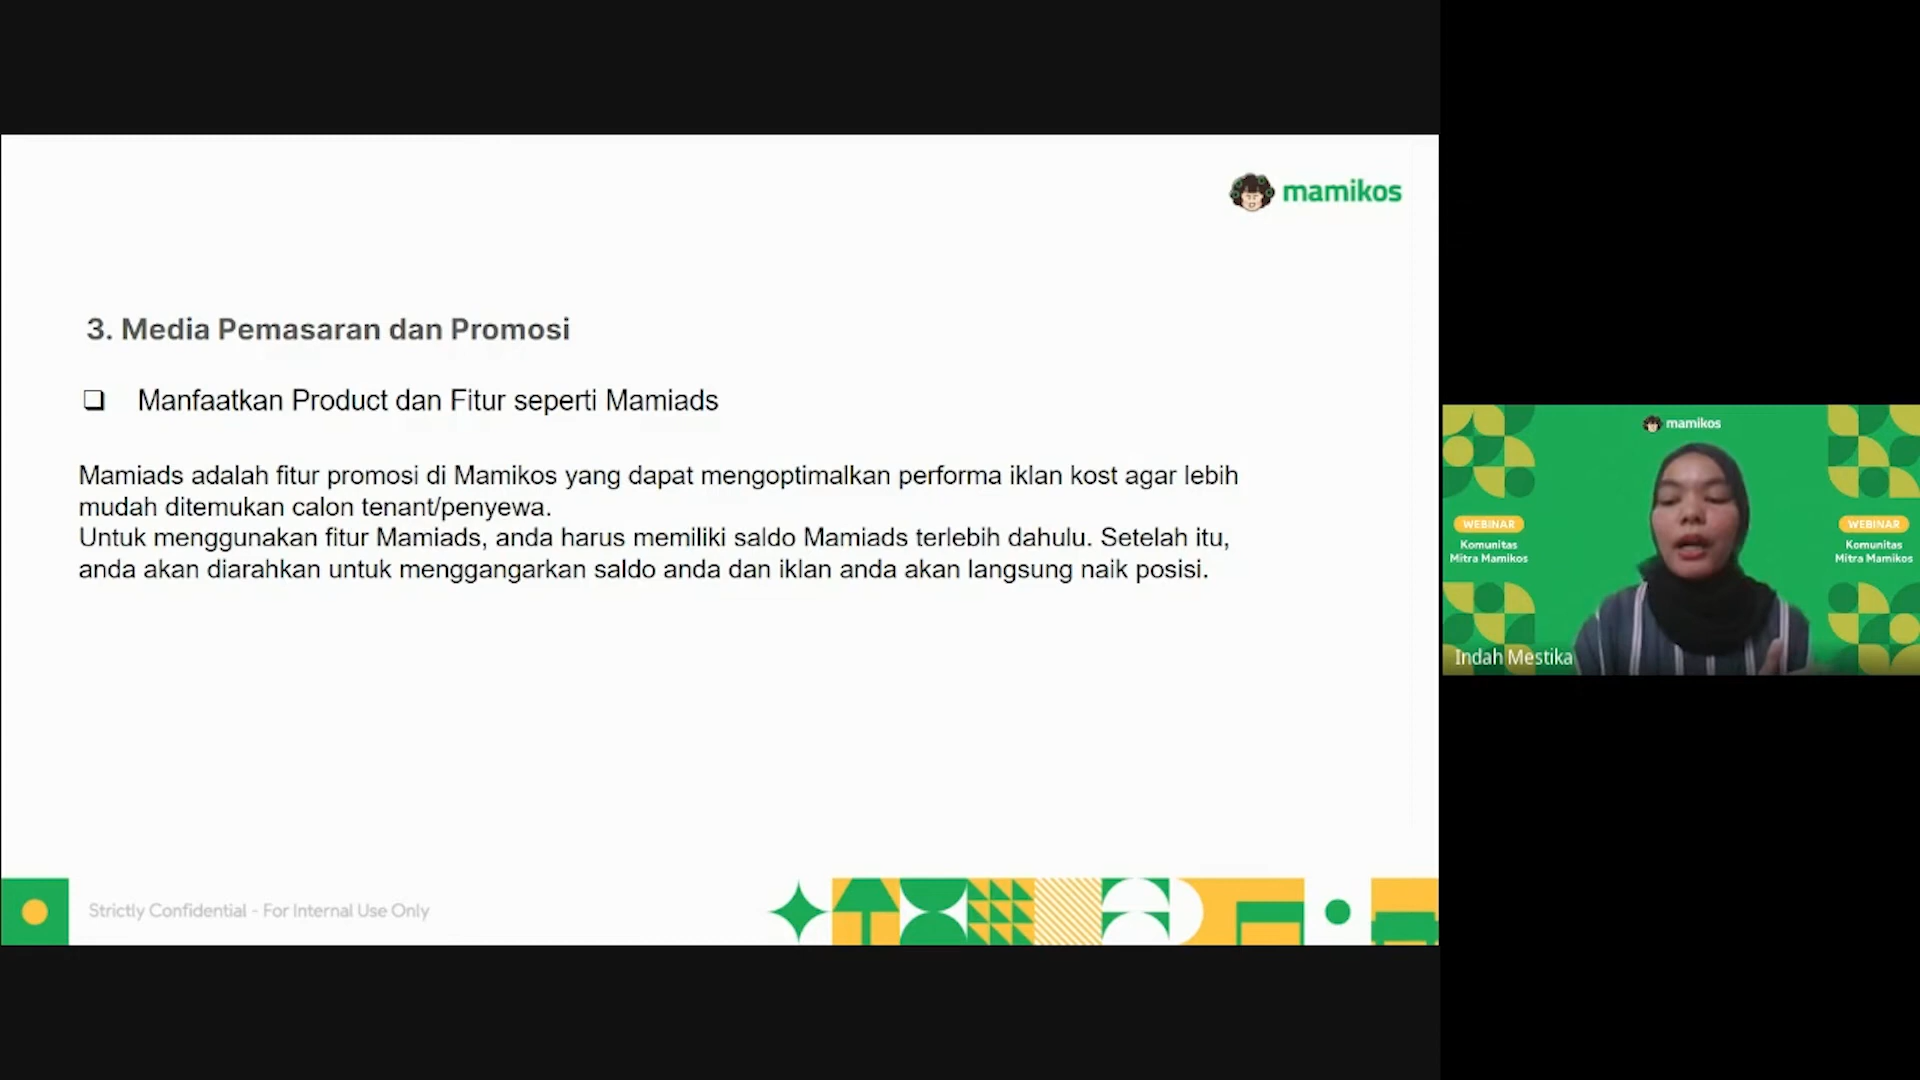 mamikos
3. Media Pemasaran dan Promosi
❏ Manfaatkan Product dan Fitur seperti Mamiads
Mamiads adalah fitur promosi di Mamikos yang dapat mengoptimalkan performa iklan kost agar lebih
mudah ditemukan calon tenant/penyewa.
Untuk menggunakan fitur Mamiads, anda harus memiliki saldo Mamiads terlebih dahulu. Setelah itu,
anda akan diarahkan untuk menggangarkan saldo anda dan iklan anda akan langsung naik posisi.
Strictly Confidential - For Internal Use Only
mamikos
WEBINAR
Komunitas
Mitra Mamikos
WEBINAR
Komunitas
Mitra Mamikos
Indah Mestika